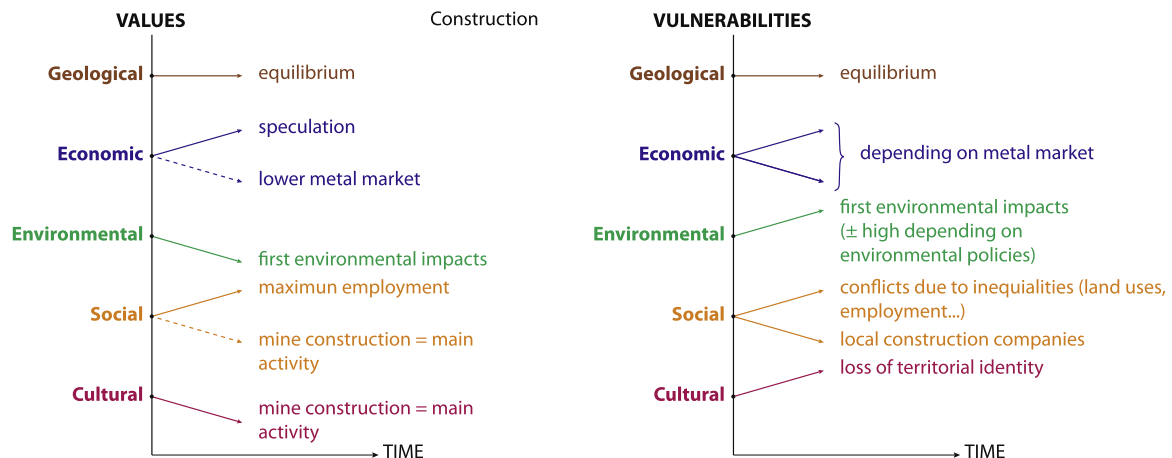 VALUES
Construction
VULNERABILITIES
Geological
equilibrium
Economic
speculation
lower metal market
Environmental
first environmental impacts
Social
maximun employment
mine construction = main
activity
Cultural
mine construction = main
activity
TIME
Geological
equilibrium
Economic
depending on metal market
Environmental
first environmental impacts
(± high depending on
environmental policies)
Social
conflicts due to inequialities (land uses,
employment...)
local construction companies
Cultural
loss of territorial identity
TIME